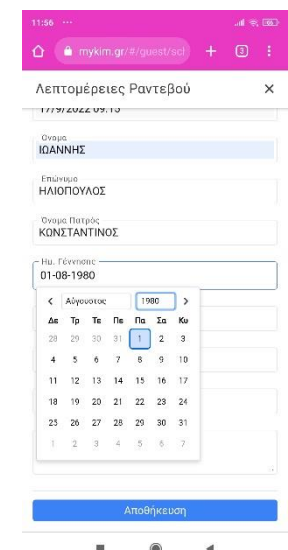 11:56 ...
mykim.gr/#/guest/sch
3
Λεπτομέρειες Ραντεβού ×
17/9/2022 09:15
Όνομα
ΙΩΑΝΝΗΣ
Επώνυμο
ΗΛΙΟΠΟΥΛΟΣ
Όνομα Πατρός
ΚΩΝΣΤΑΝΤΙΝΟΣ
Ημ. Γέννησης
01-08-1980
Αύγουστος 1980
Δε Τρ Τε Πε Πα Σα Κυ
28 29 30 31 1 2 3
4 5 6 7 8 9 10
11 12 13 14 15 16 17
18 19 20 21 22 23 24
25 26 27 28 29 30 31
1 2 3 4 5 6 7
Αποθήκευση